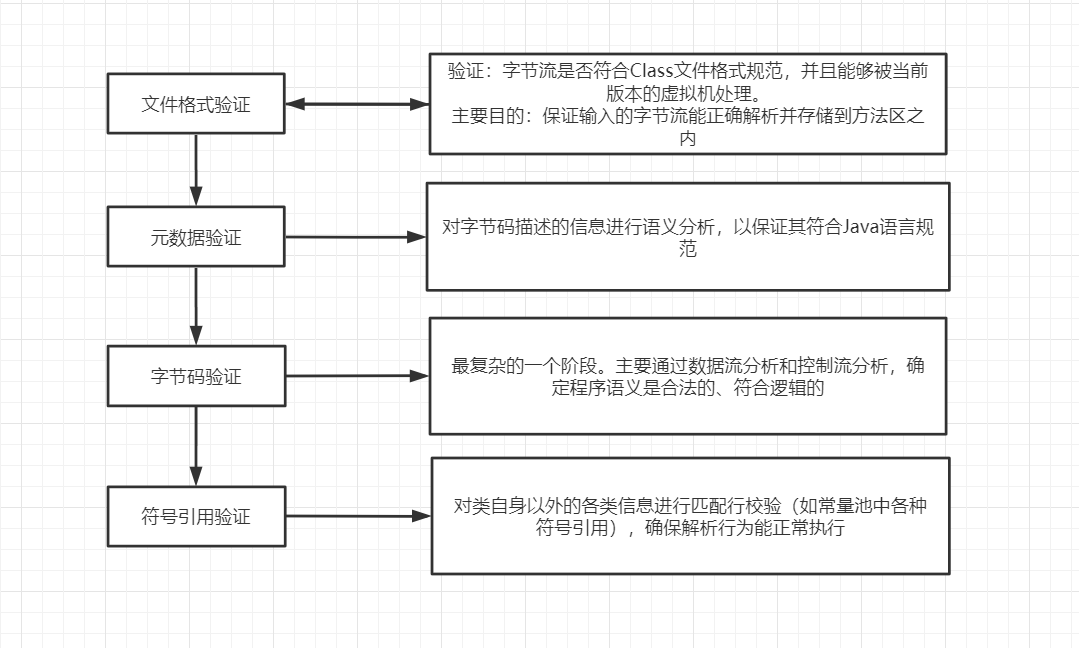 文件格式验证
验证：字节流是否符合Class文件格式规范，并且能够被当前
版本的虚拟机处理。
主要目的：保证输入的字节流能正确解析并存储到方法区之
内
元数据验证
对字节码描述的信息进行语义分析，以保证其符合Java语言规
范
字节码验证
最复杂的一个阶段。主要通过数据流分析和控制流分析，确
定程序语义是合法的、符合逻辑的
符号引用验证
对类自身以外的各类信息进行匹配行校验（如常量池中各种
符号引用），确保解析行为能正常执行